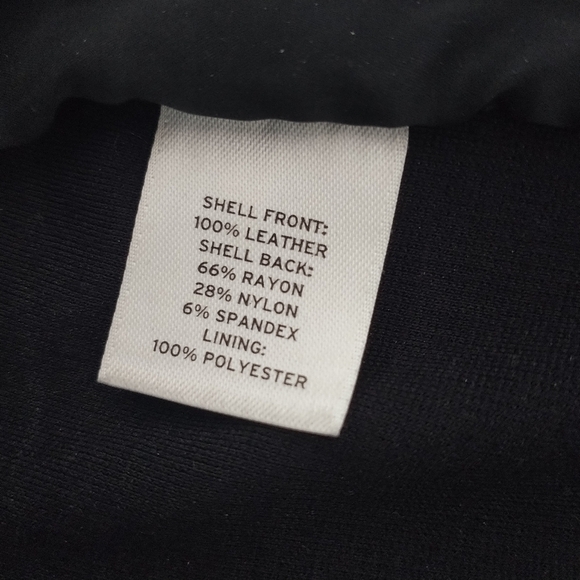 SHELL FRONT:
100% LEATHER
SHELL BACK:
66% RAYON
28% NYLON
6% SPANDEX
LINING:
100% POLYESTER